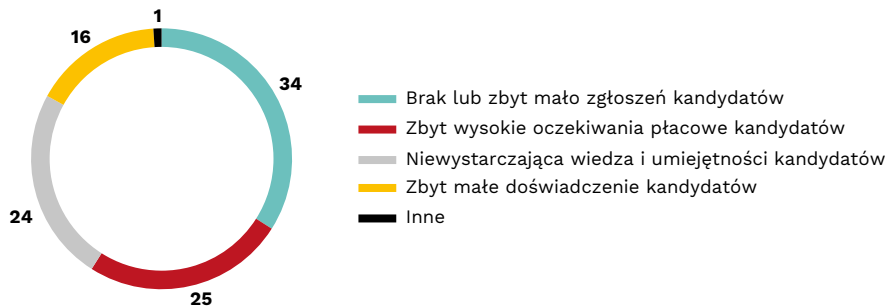 1
16
34
24
25
Brak lub zbyt mało zgłoszeń kandydatów
Zbyt wysokie oczekiwania płacowe kandydatów
Niewystarczająca wiedza i umiejętności kandydatów
Zbyt małe doświadczenie kandydatów
Inne